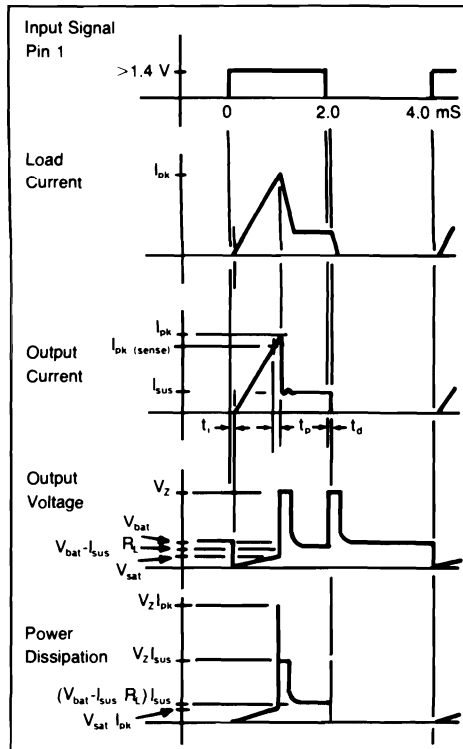 Input Signal
Pin 1
>1.4 V
0 2.0 4.0 mS
Load
Current
Ipk
Ipk
Ipk (sense)
Output
Current
Isus
ti tp td
Output
Voltage
VZ
Vbat
Vbat-Isus RL
Vsat
VZ Ipk
Power
Dissipation
VZ Isus
(Vbat-Isus RL) Isus
Vsat Ipk